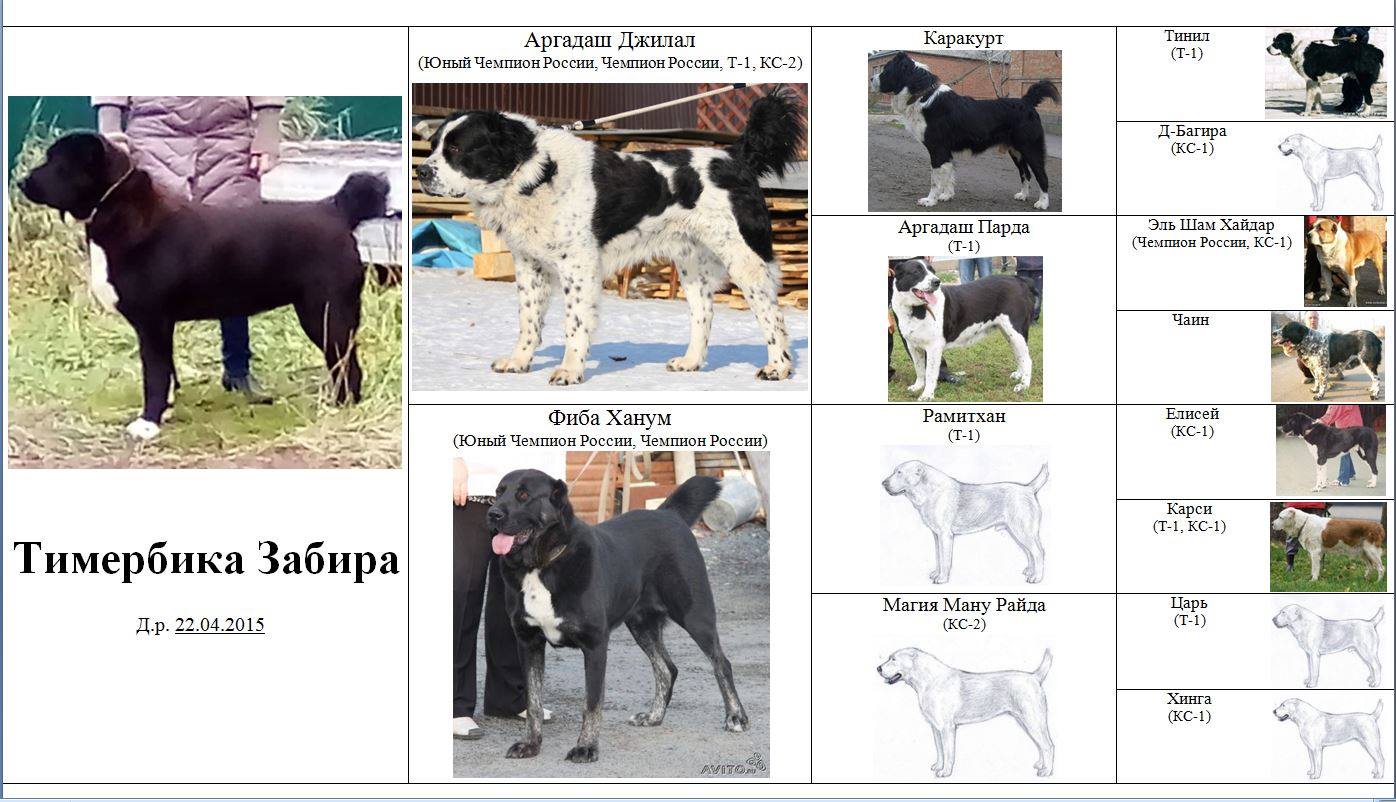 Тимербика Забира
Д.р. 22.04.2015
Аргадаш Джилал
(Юный Чемпион России, Чемпион России, Т-1, КС-2)
Фиба Ханум
(Юный Чемпион России, Чемпион России)
AVITO.ru
Каракурт
Аргадаш Парда
(Т-1)
Рамитхан
(Т-1)
Магия Ману Райда
(КС-2)
Тинил
(Т-1)
Д-Багира
(КС-1)
Эль Шам Хайдар
(Чемпион России, КС-1)
Чаин
Елисей
(КС-1)
Карси
(Т-1, КС-1)
Царь
(Т-1)
Хинга
(КС-1)